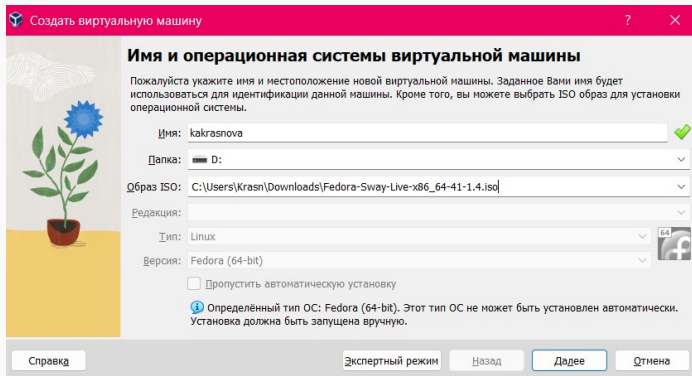 Создать виртуальную машину
?
Имя и операционная системы виртуальной машины
Пожалуйста укажите имя и местоположение новой виртуальной машины. Заданное Вами имя будет
использоваться для идентификации данной машины. Кроме того, вы можете выбрать ISO образ для установки
операционной системы.
Имя: kakrasnova
Папка: D:
Образ ISO: C:\Users\Krasn\Downloads\Fedora-Sway-Live-x86_64-41-1.4.iso
Редакция:
Тип: Linux
64
Версия: Fedora (64-bit)
Пропустить автоматическую установку
Определённый тип ОС: Fedora (64-bit). Этот тип ОС не может быть установлен автоматически.
Установка должна быть запущена вручную.
Справка Экспертный режим Назад Далее Отмена